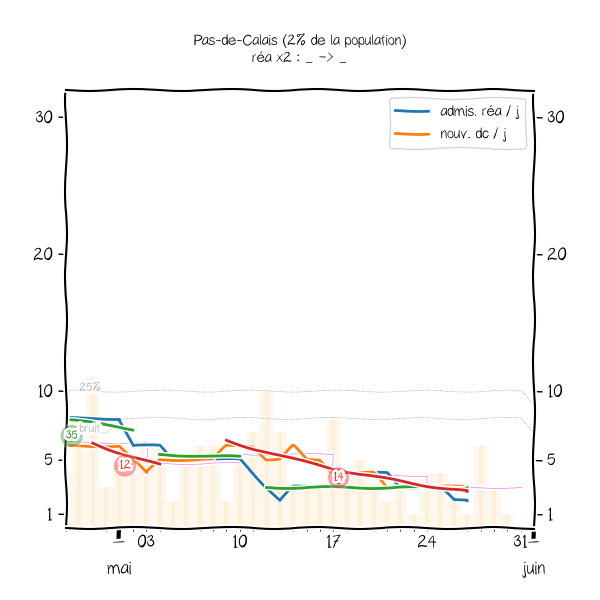 Pas-de-Calais (2% de la population)
réa x2 : _ -> _
admis. réa / j
nouv. dc / j
30
30
20
20
10
10
25%
bruit
35
12
14
5
5
1
1
03
10
17
24
31
mai
juin